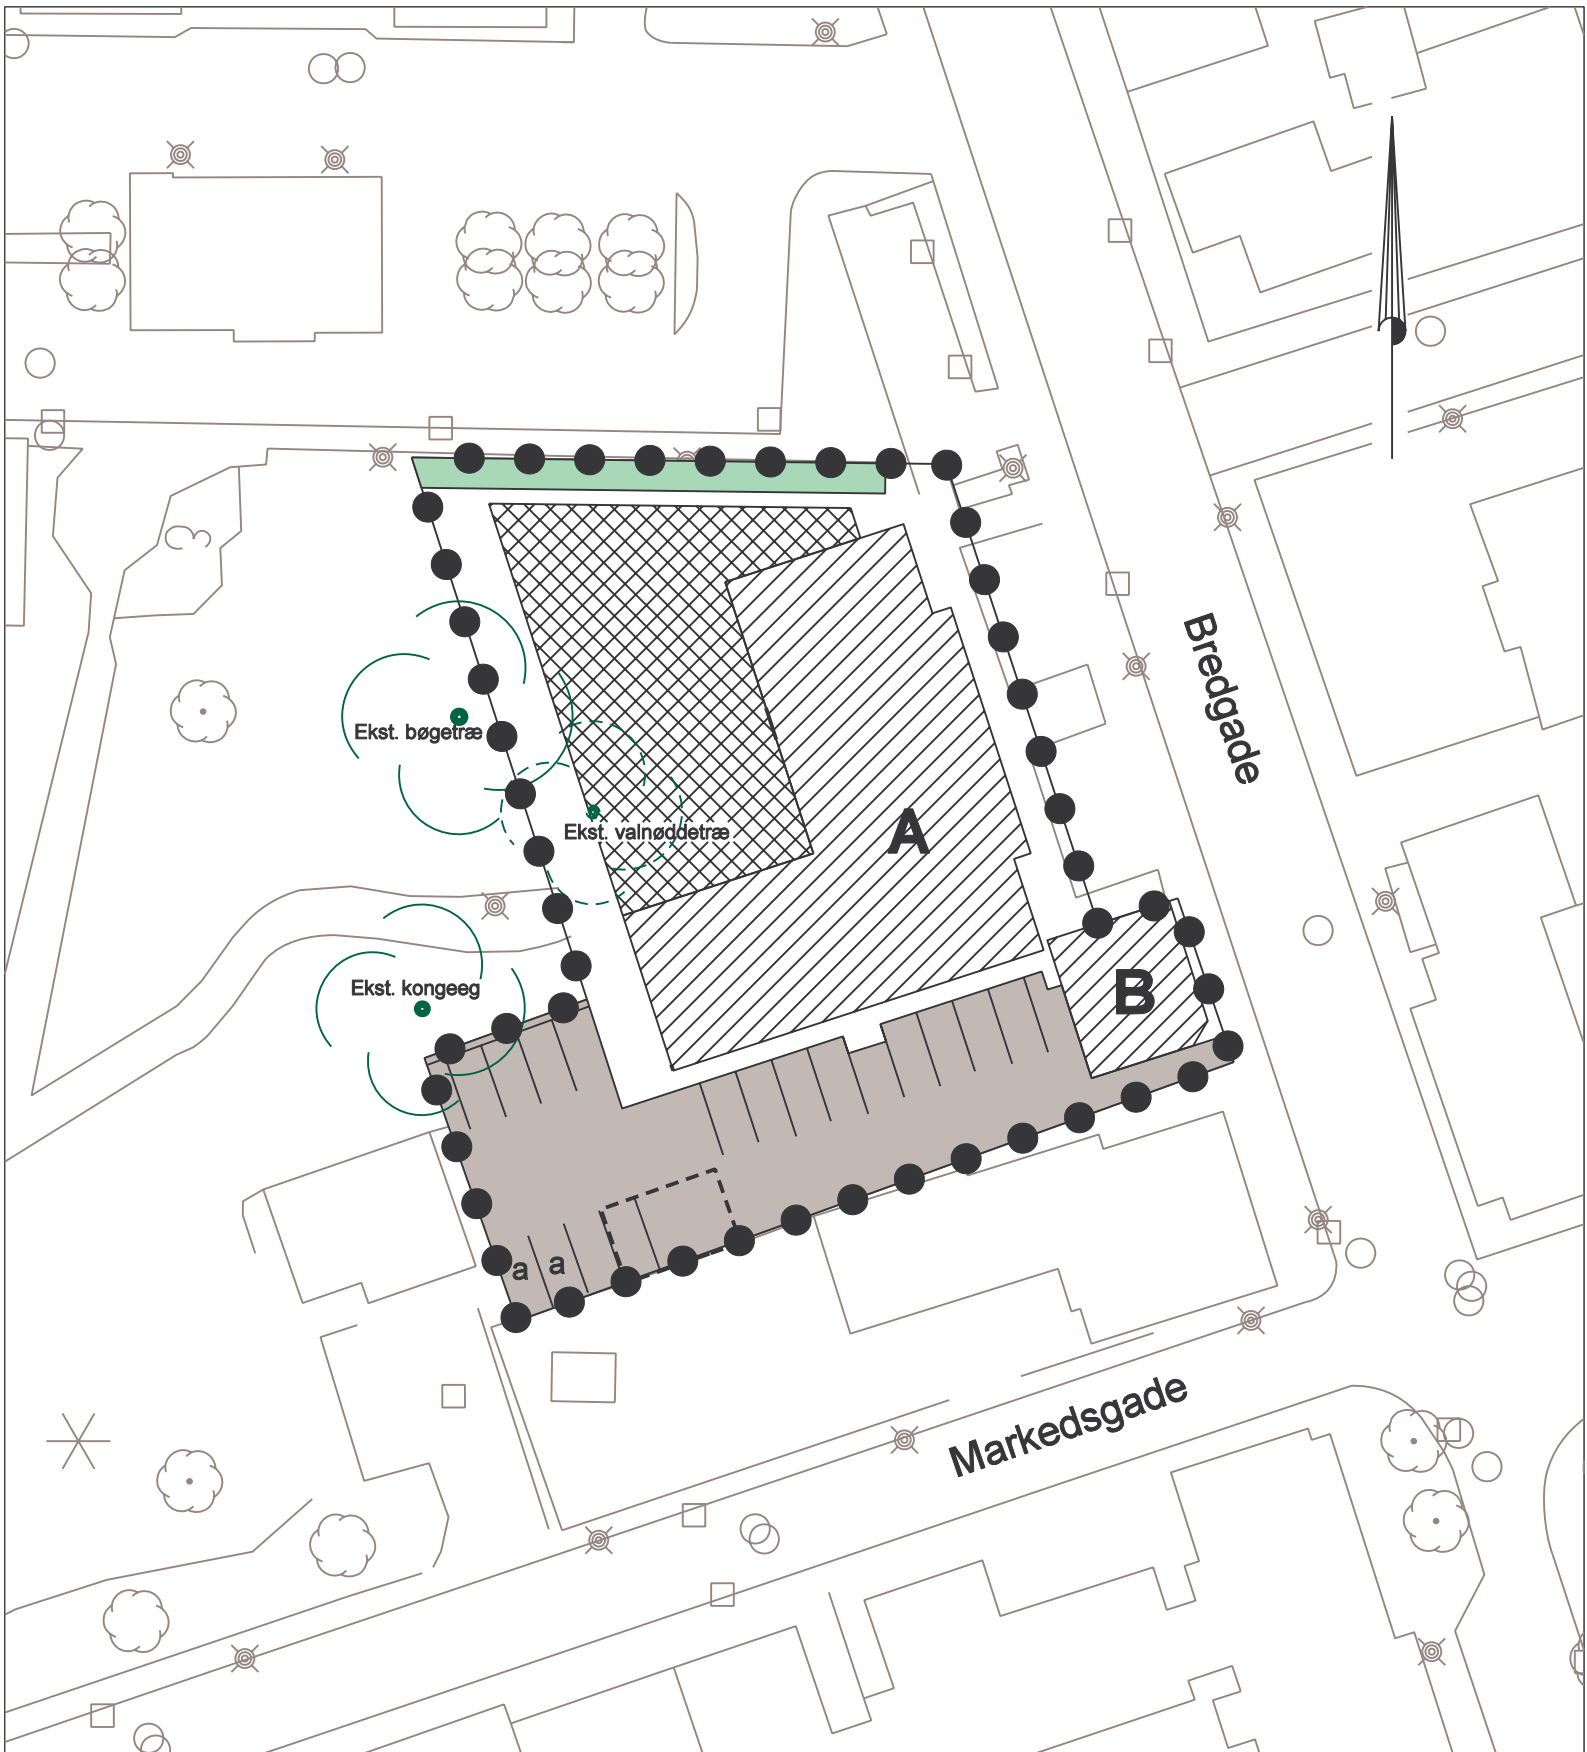 Bredgade
Ekst. bøgetræ
Ekst. valnøddetræ
A
Ekst. kongeeg
B
a a
Markedsgade